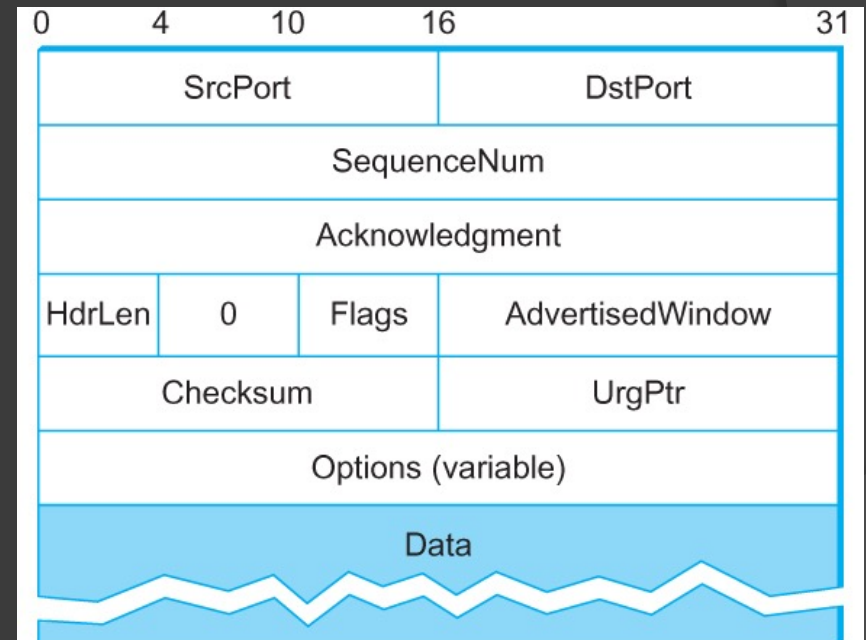 0 4 10 16 31
SrcPort DstPort
SequenceNum
Acknowledgment
HdrLen 0 Flags AdvertisedWindow
Checksum UrgPtr
Options (variable)
Data